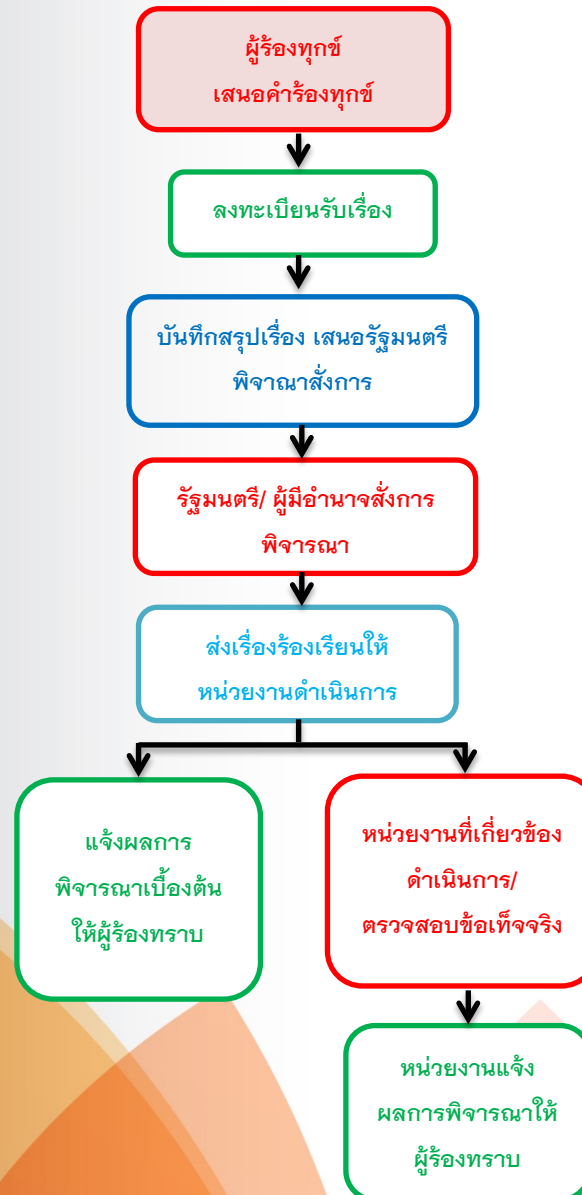 ผู้ร้องทุกข์
เสนอคำร้องทุกข์
ลงทะเบียนรับเรื่อง
บันทึกสรุปเรื่อง เสนอรัฐมนตรี
พิจาณาสั่งการ
รัฐมนตรี/ ผู้มีอำนาจสั่งการ
พิจารณา
ส่งเรื่องร้องเรียนให้
หน่วยงานดำเนินการ
แจ้งผลการ
พิจารณาเบื้องต้น
ให้ผู้ร้องทราบ
หน่วยงานที่เกี่ยวข้อง
ดำเนินการ/
ตรวจสอบข้อเท็จจริง
หน่วยงานแจ้ง
ผลการพิจารณาให้
ผู้ร้องทราบ